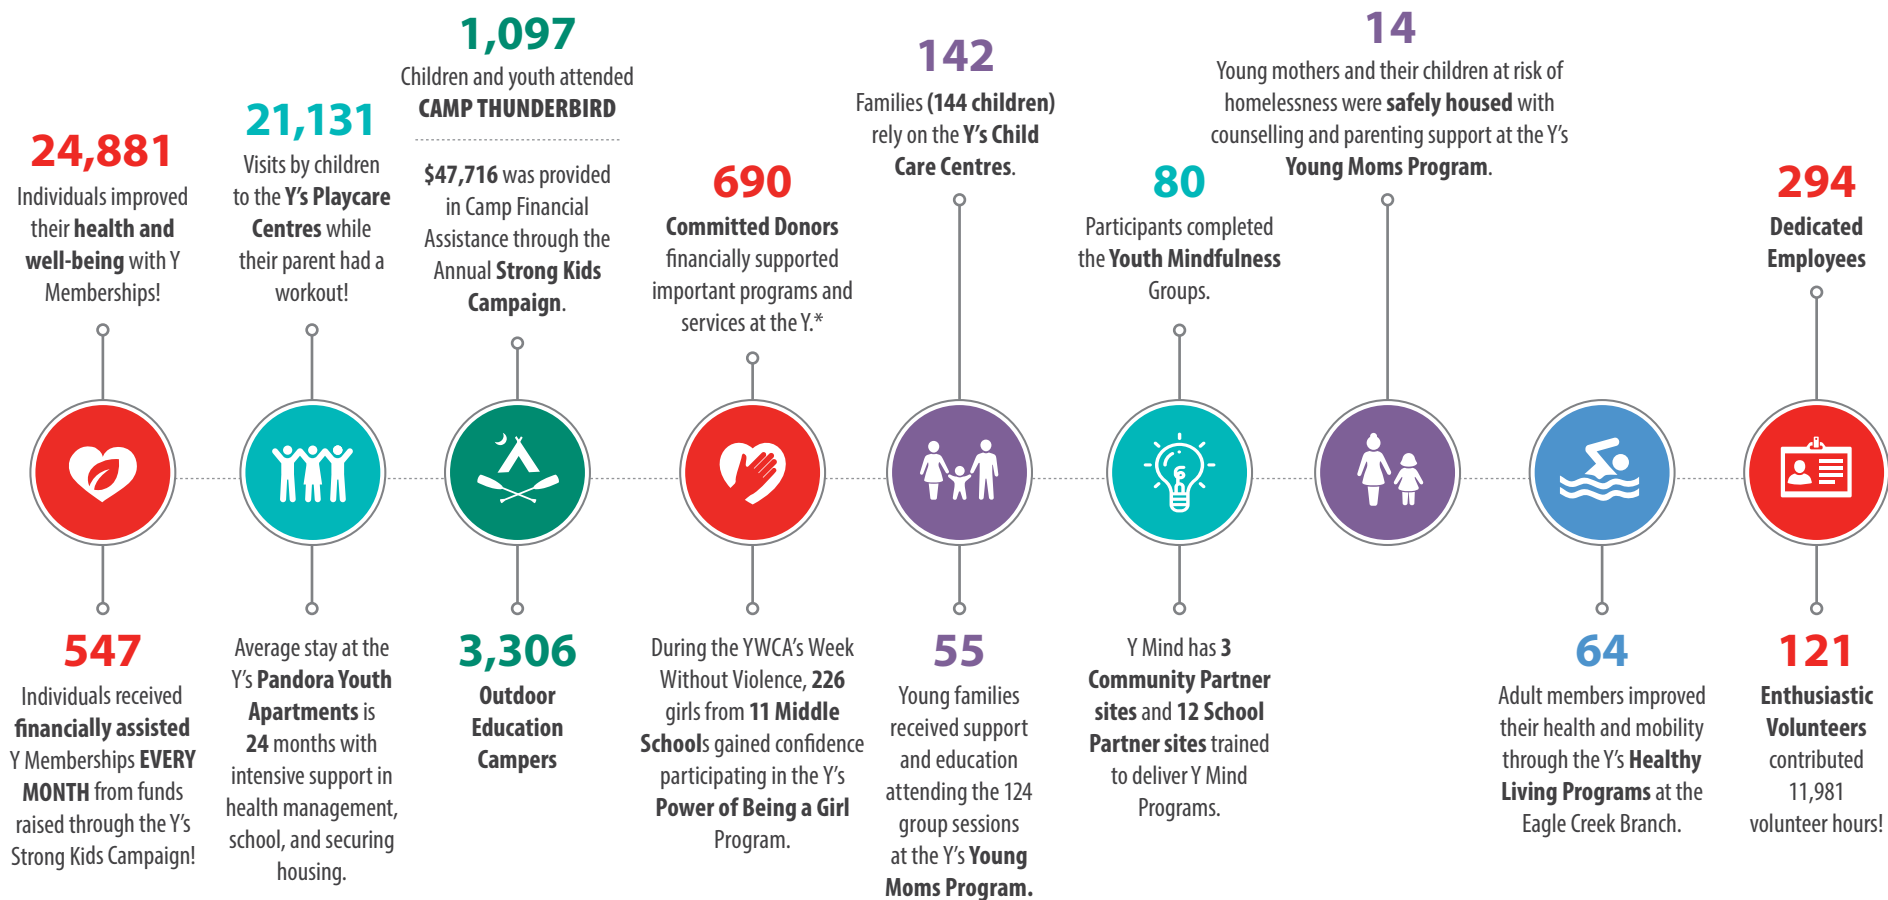 24,881
Individuals improved
their health and
well-being with Y
Memberships!
547
Individuals received
financially assisted
Y Memberships EVERY
MONTH from funds
raised through the Y's
Strong Kids Campaign!
21,131
Visits by children
to the Y's Playcare
Centres while
their parent had a
workout!
Average stay at the
Y's Pandora Youth
Apartments is
24 months with
intensive support in
health management,
school, and securing
housing.
1,097
Children and youth attended
CAMP THUNDERBIRD
$47,716 was provided
in Camp Financial
Assistance through the
Annual Strong Kids
Campaign.
3,306
Outdoor
Education
Campers
690
Committed Donors
financially supported
important programs and
services at the Y.*
During the YWCA's Week
Without Violence, 226
girls from 11 Middle
Schools gained confidence
participating in the Y's
Power of Being a Girl
Program.
142
Families (144 children)
rely on the Y's Child
Care Centres.
55
Young families
received support
and education
attending the 124
group sessions
at the Y's Young
Moms Program.
80
Participants completed
the Youth Mindfulness
Groups.
Y Mind has 3
Community Partner
sites and 12 School
Partner sites trained
to deliver Y Mind
Programs.
14
Young mothers and their children at risk of
homelessness were safely housed with
counselling and parenting support at the Y's
Young Moms Program.
64
Adult members improved
their health and mobility
through the Y's Healthy
Living Programs at the
Eagle Creek Branch.
294
Dedicated
Employees
121
Enthusiastic
Volunteers
contributed
11,981
volunteer hours!